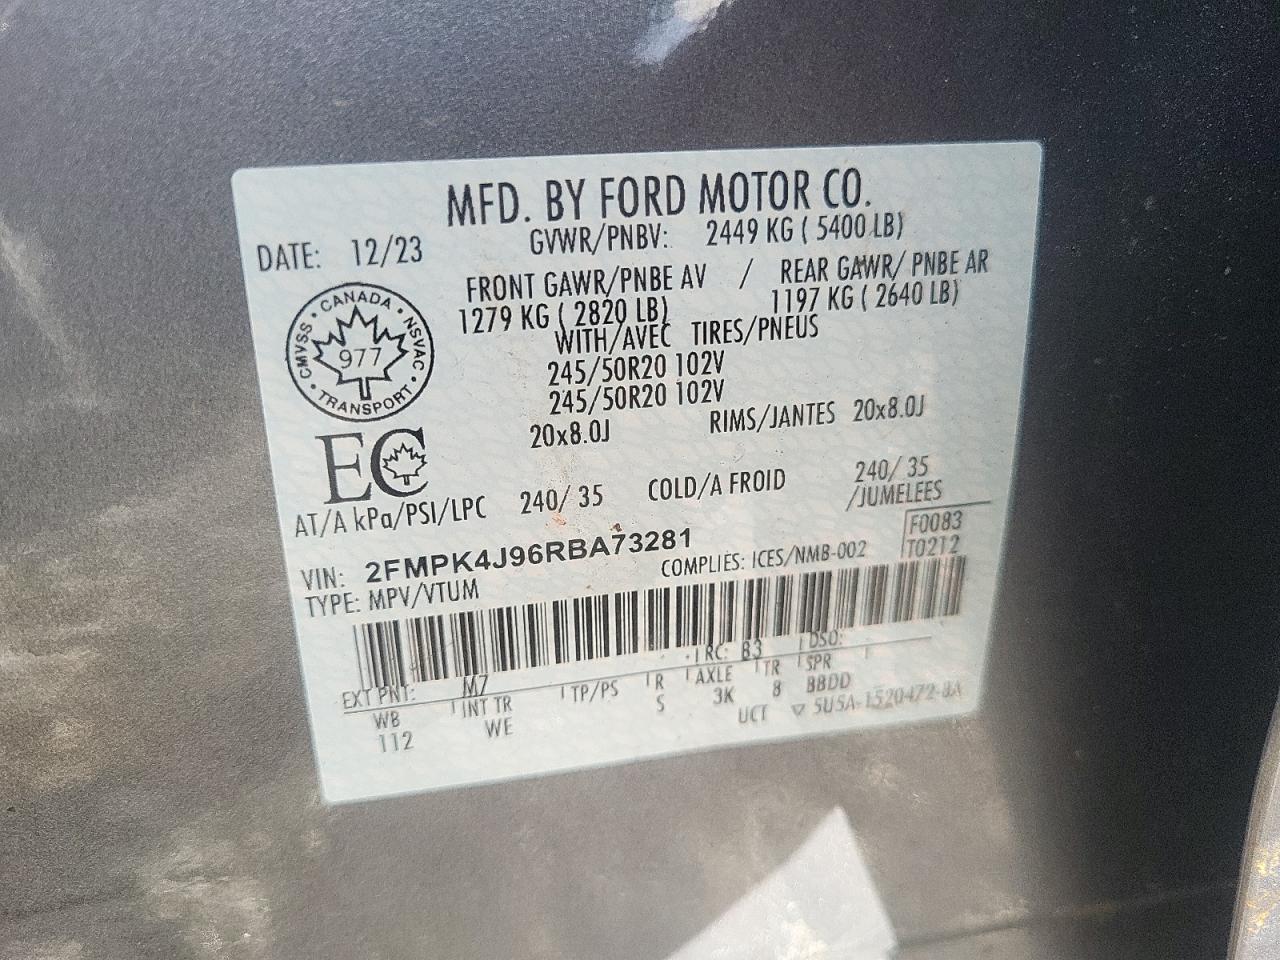 MFD. BY FORD MOTOR CO.
DATE: 12/23
GVWR/PNBV: 2449 KG ( 5400 LB)
FRONT GAWR/PNBE AV / REAR GAWR/ PNBE AR
1279 KG ( 2820 LB) 1197 KG ( 2640 LB)
WITH/AVEC TIRES/PNEUS
245/50R20 102V
245/50R20 102V
20x8.0J RIMS/JANTES 20x8.0J
CANADA
CMVSS · NSVAC
977
TRANSPORT
EC
AT/A kPa/PSI/LPC 240/ 35 COLD/A FROID 240/ 35
/JUMELEES
VIN: 2FMPK4J96RBA73281
F0083
TYPE: MPV/VTUM COMPLIES: ICES/NMB-002 T0212
EXT PNT: M7 RC: B3 DSO:
WB INT TR TP/PS R AXLE TR SPR
112 WE S 3K 8 BBDD
UCT ▽ 5U5A-1520472-BA